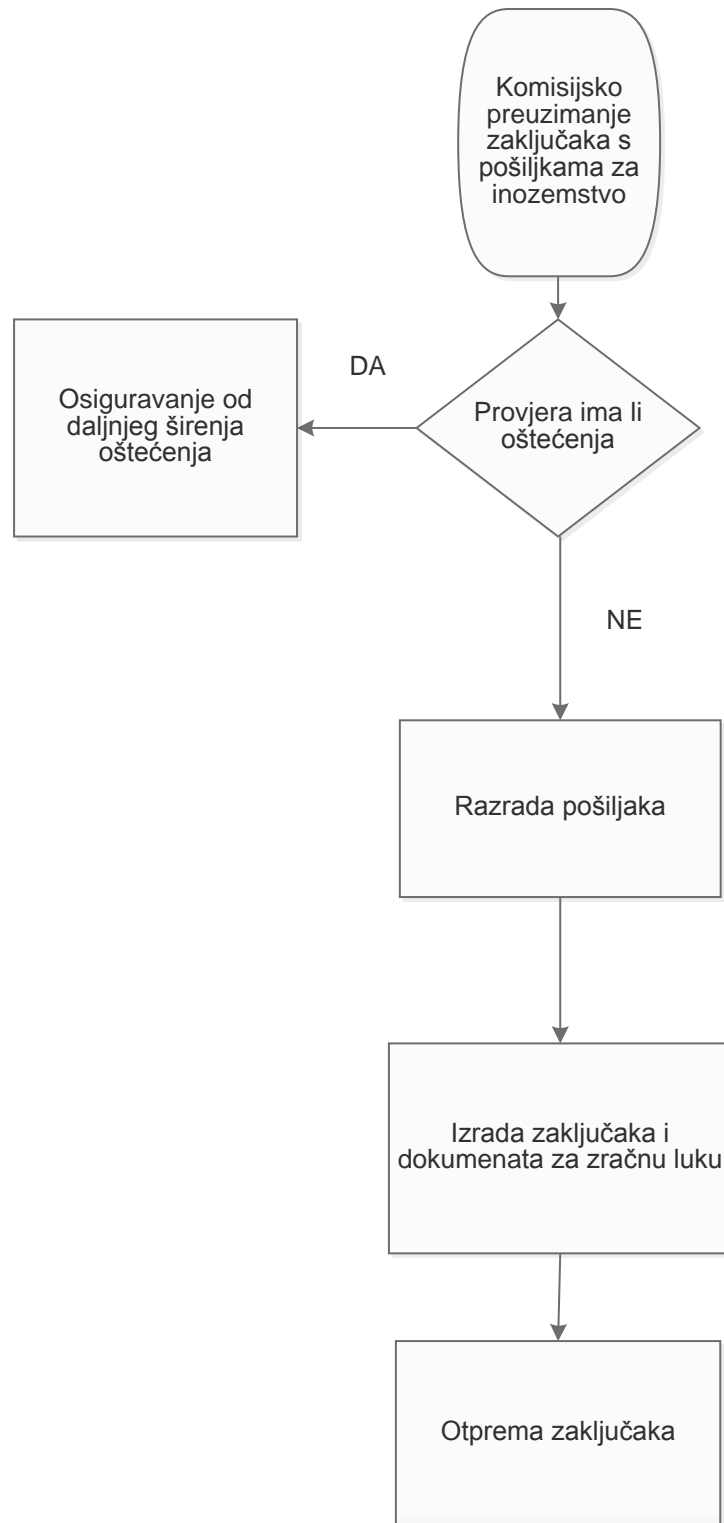 Komisijsko
preuzimanje
zaključaka s
pošiljkama za
inozemstvo
DA
Osiguravanje od
daljnjeg širenja
oštećenja
Provjera ima li
oštećenja
NE
Razrada pošiljaka
Izrada zaključaka i
dokumenata za zračnu luku
Otprema zaključaka